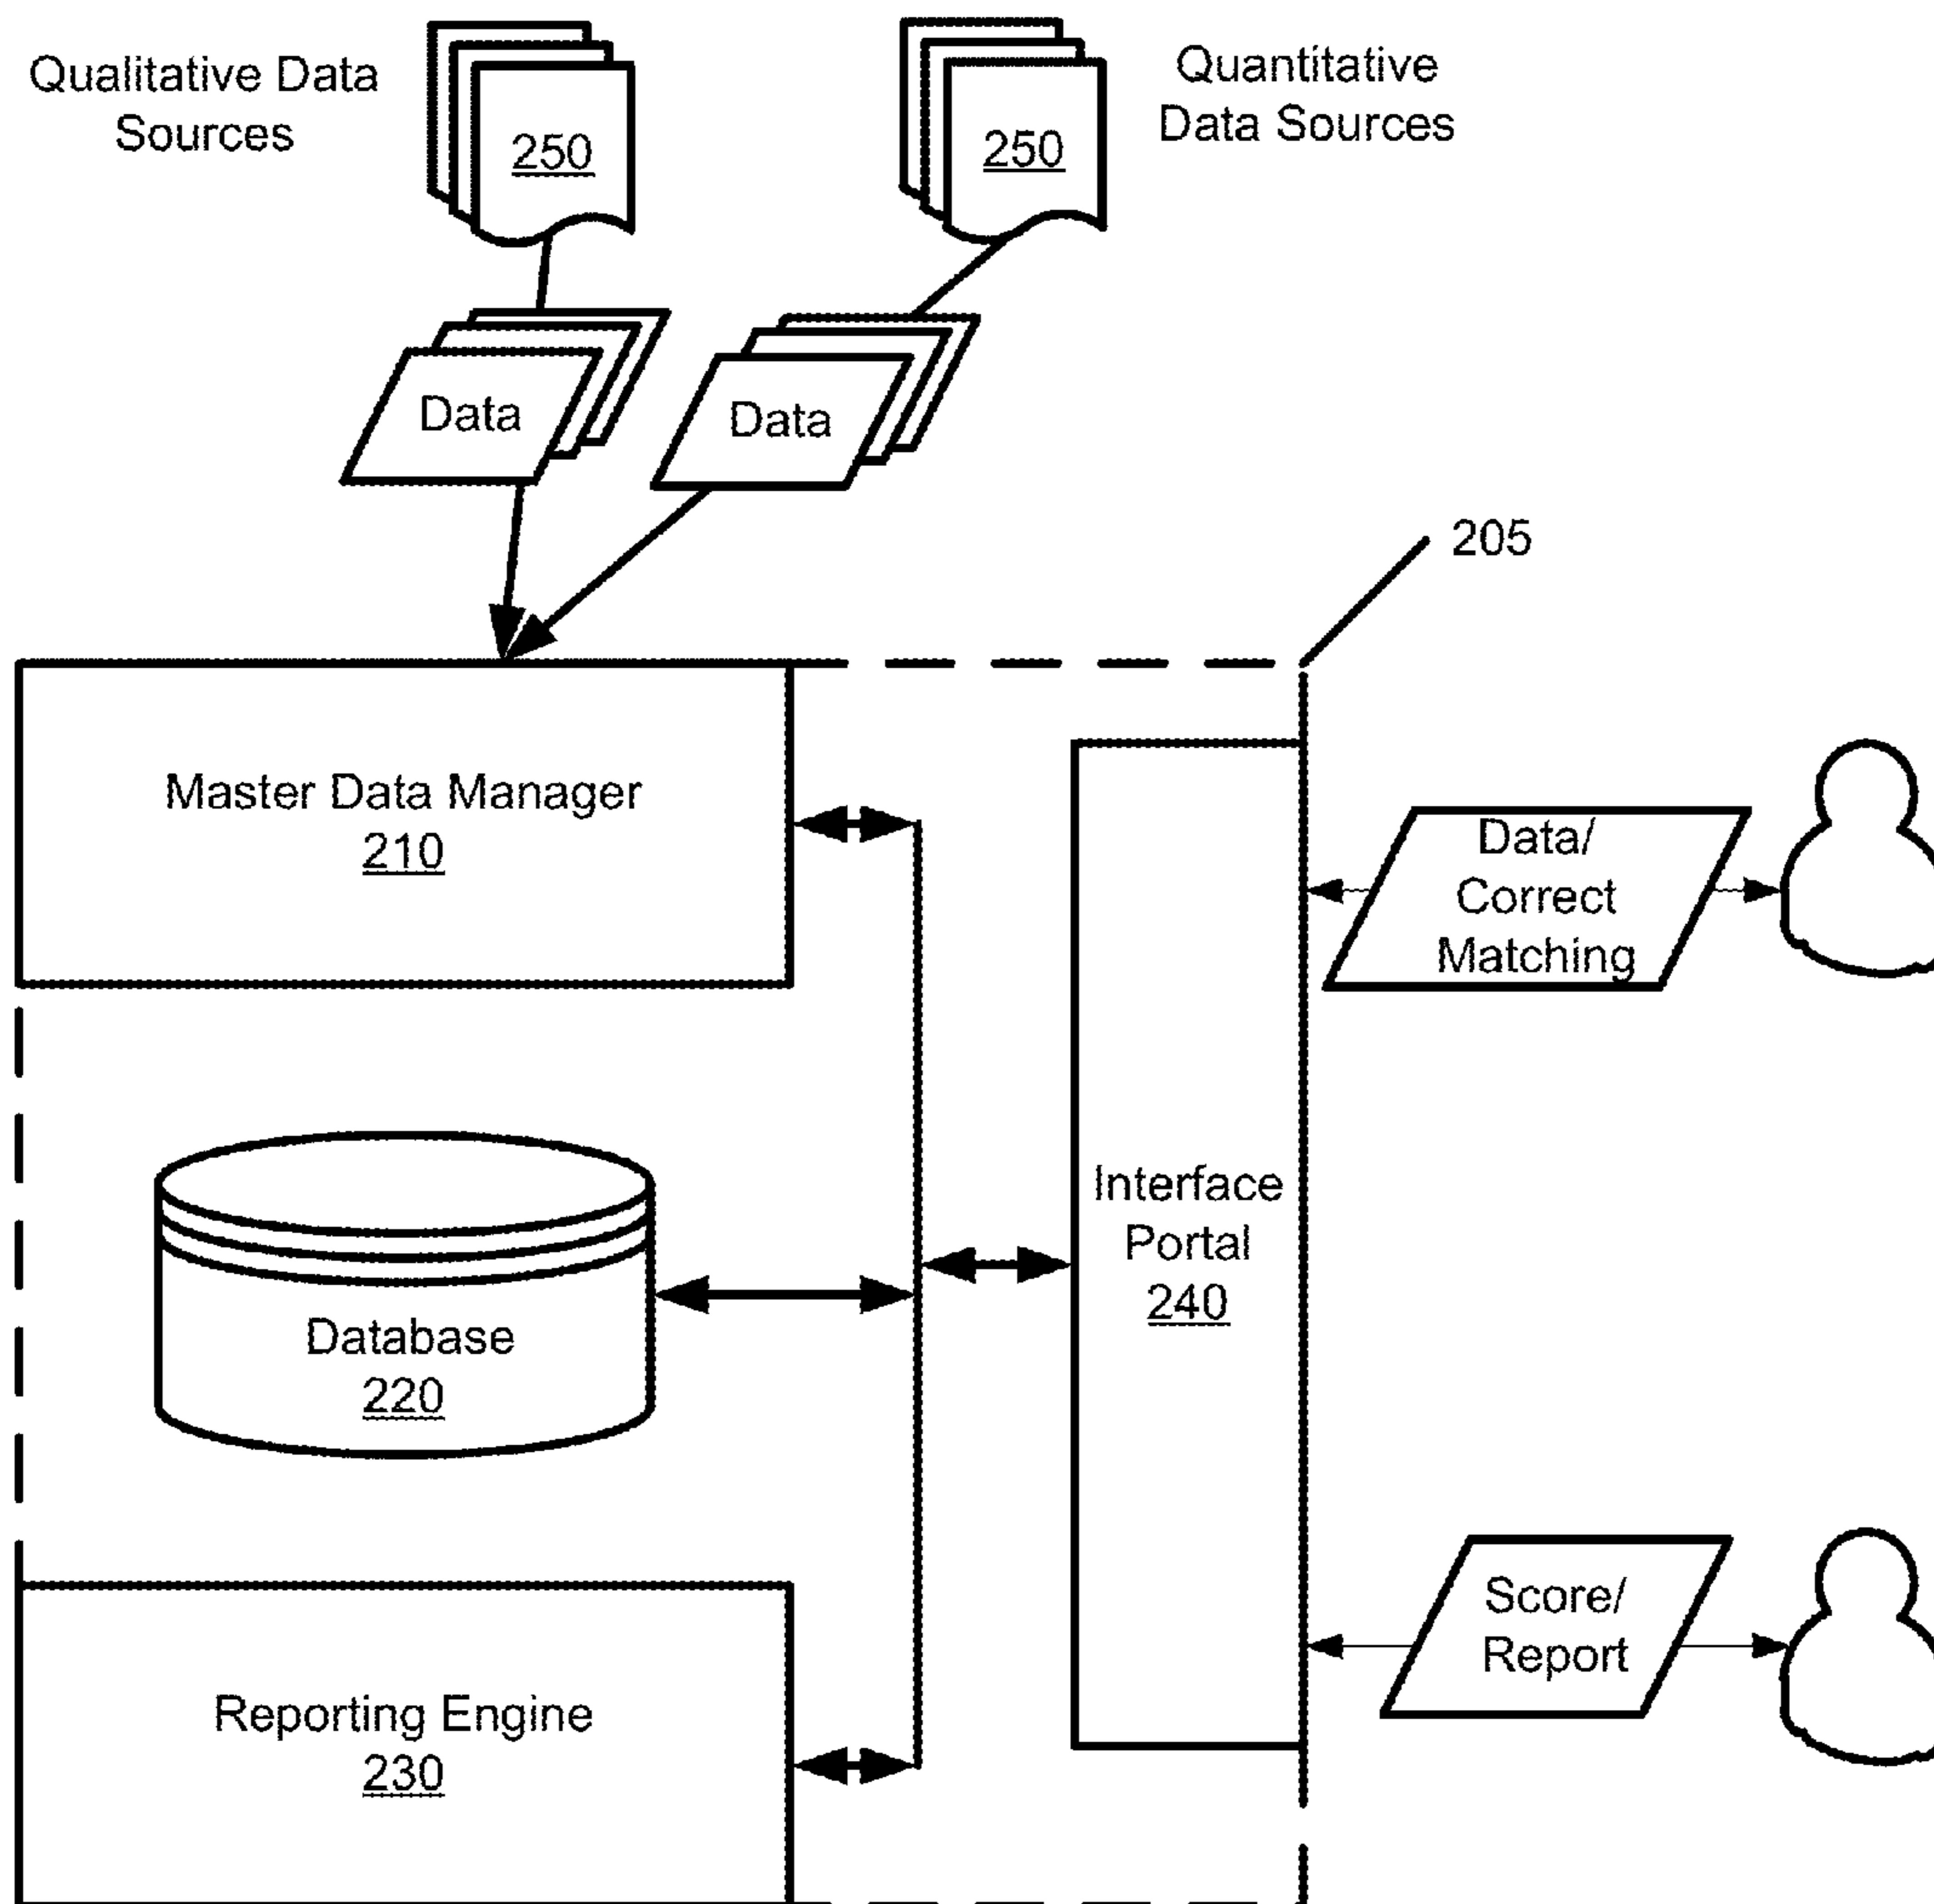 Qualitative Data
Sources
250
Quantitative
Data Sources
250
Data
Data
205
Master Data Manager
210
Data/
Correct
Matching
Interface
Portal
240
Database
220
Score/
Report
Reporting Engine
230